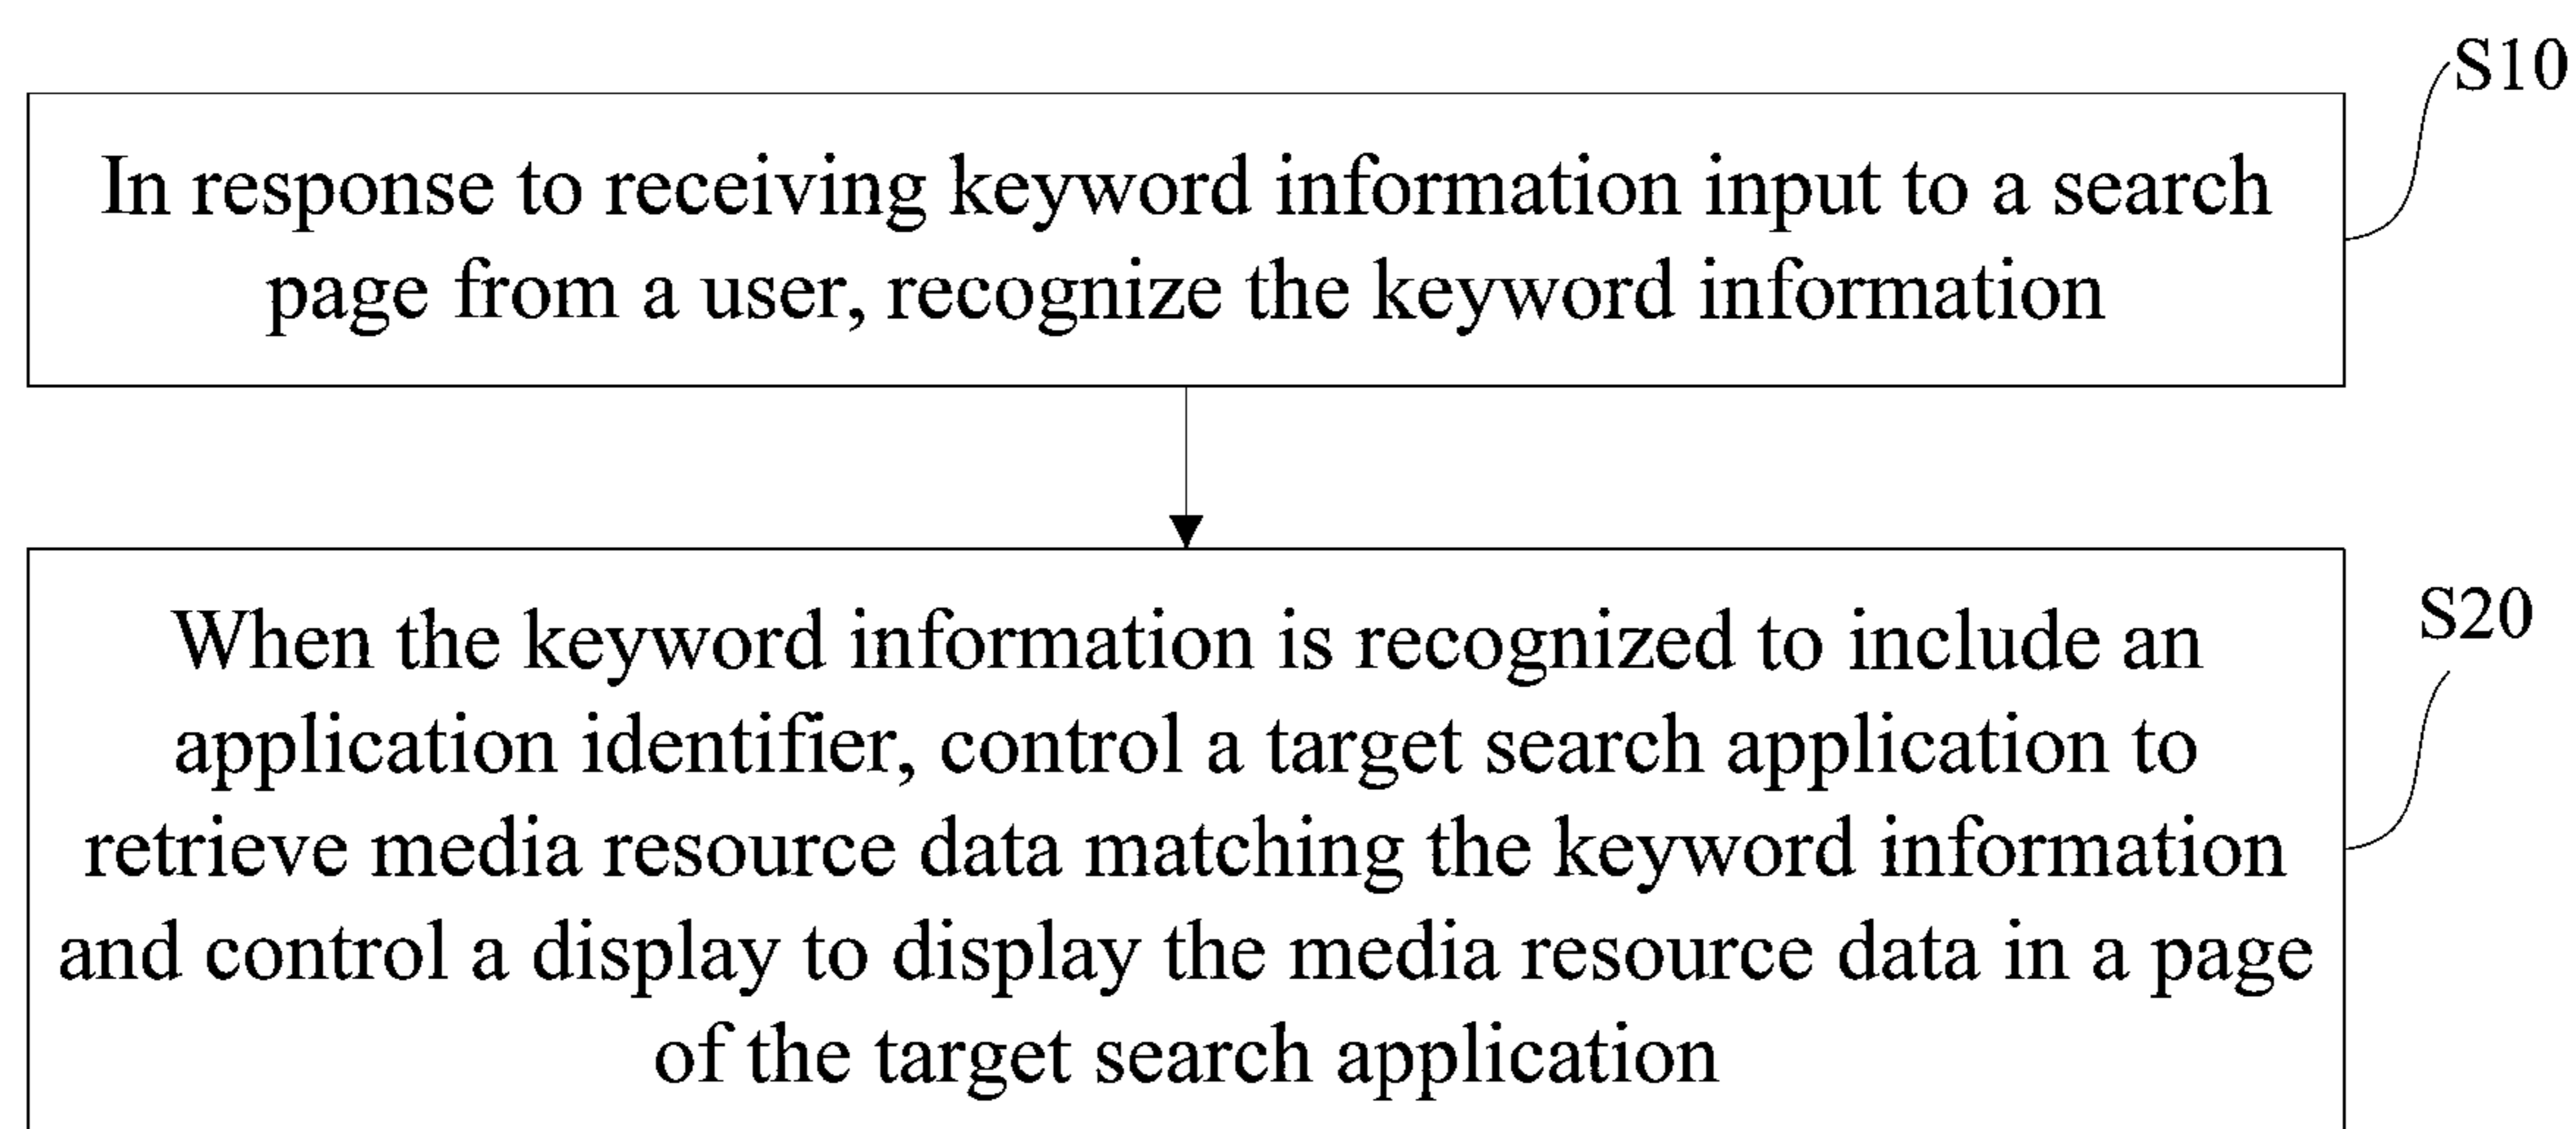 S10
In response to receiving keyword information input to a search
page from a user, recognize the keyword information
S20
When the keyword information is recognized to include an
application identifier, control a target search application to
retrieve media resource data matching the keyword information
and control a display to display the media resource data in a page
of the target search application